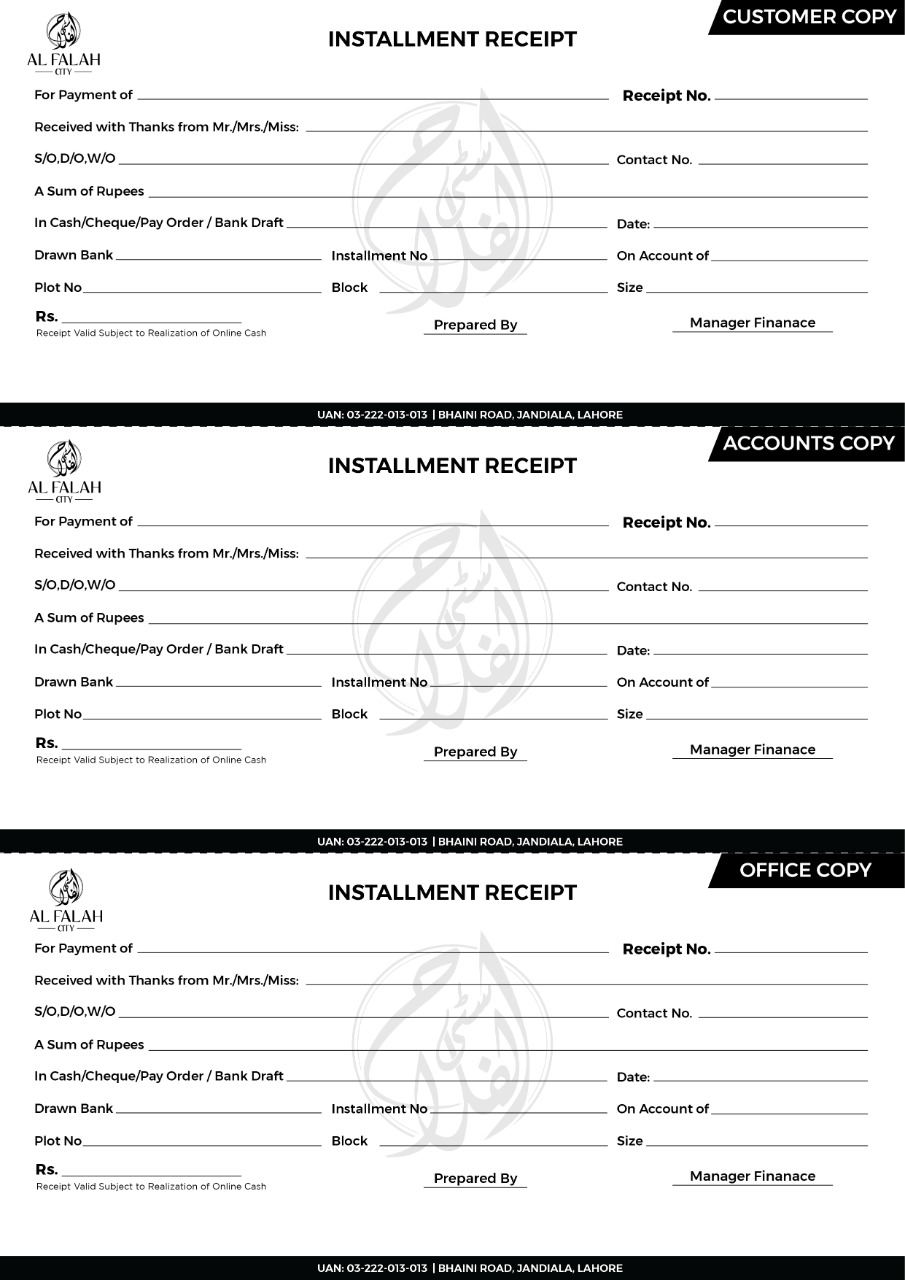 CUSTOMER COPY
AL FALAH
CITY
INSTALLMENT RECEIPT
For Payment of
Receipt No.
Received with Thanks from Mr./Mrs./Miss:
S/O,D/O,W/O
Contact No.
A Sum of Rupees
In Cash/Cheque/Pay Order / Bank Draft
Date:
Drawn Bank
Installment No
On Account of
Plot No
Block
Size
Rs.
Receipt Valid Subject to Realization of Online Cash
Prepared By
Manager Finanace
UAN: 03-222-013-013 | BHAINI ROAD, JANDIALA, LAHORE
ACCOUNTS COPY
AL FALAH
CITY
INSTALLMENT RECEIPT
For Payment of
Receipt No.
Received with Thanks from Mr./Mrs./Miss:
S/O,D/O,W/O
Contact No.
A Sum of Rupees
In Cash/Cheque/Pay Order / Bank Draft
Date:
Drawn Bank
Installment No
On Account of
Plot No
Block
Size
Rs.
Receipt Valid Subject to Realization of Online Cash
Prepared By
Manager Finanace
UAN: 03-222-013-013 | BHAINI ROAD, JANDIALA, LAHORE
OFFICE COPY
AL FALAH
CITY
INSTALLMENT RECEIPT
For Payment of
Receipt No.
Received with Thanks from Mr./Mrs./Miss:
S/O,D/O,W/O
Contact No.
A Sum of Rupees
In Cash/Cheque/Pay Order / Bank Draft
Date:
Drawn Bank
Installment No
On Account of
Plot No
Block
Size
Rs.
Receipt Valid Subject to Realization of Online Cash
Prepared By
Manager Finanace
UAN: 03-222-013-013 | BHAINI ROAD, JANDIALA, LAHORE